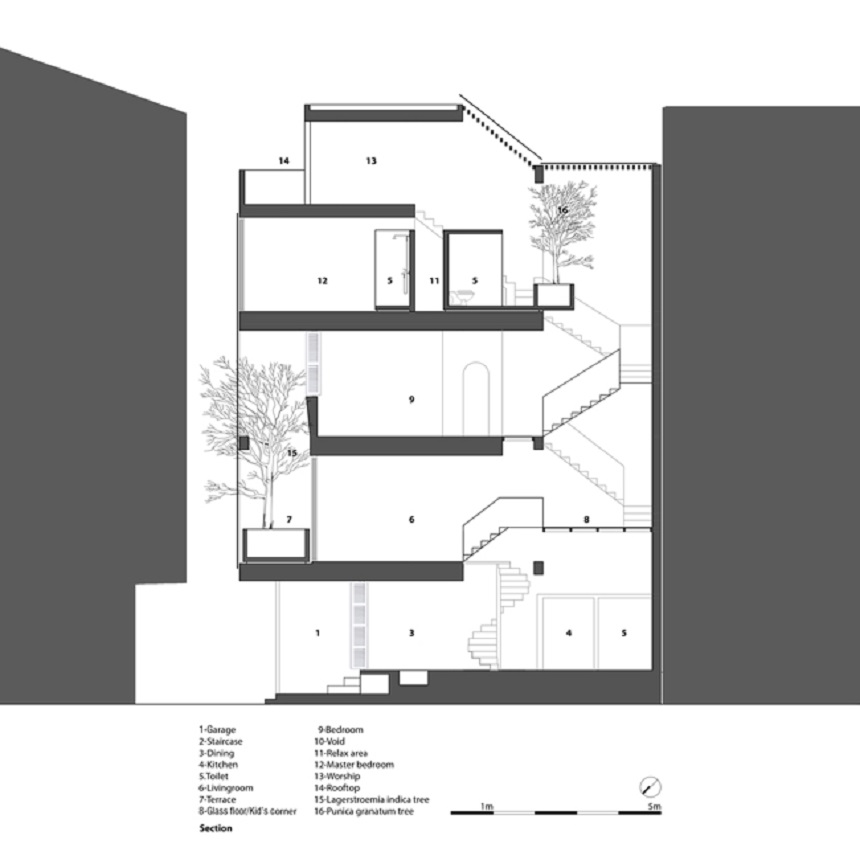 14
13
16
12
5
11
5
9
15
7
6
8
1
3
4
5
1-Garage
2-Staircase
3-Dining
4-Kitchen
5.Toilet
6-Livingroom
7-Terrace
8-Glass floor/Kid's corner
9-Bedroom
10-Void
11-Relax area
12-Master bedroom
13-Worship
14-Rooftop
15-Lagerstroemia indica tree
16-Punica granatum tree
Section
1m
5m